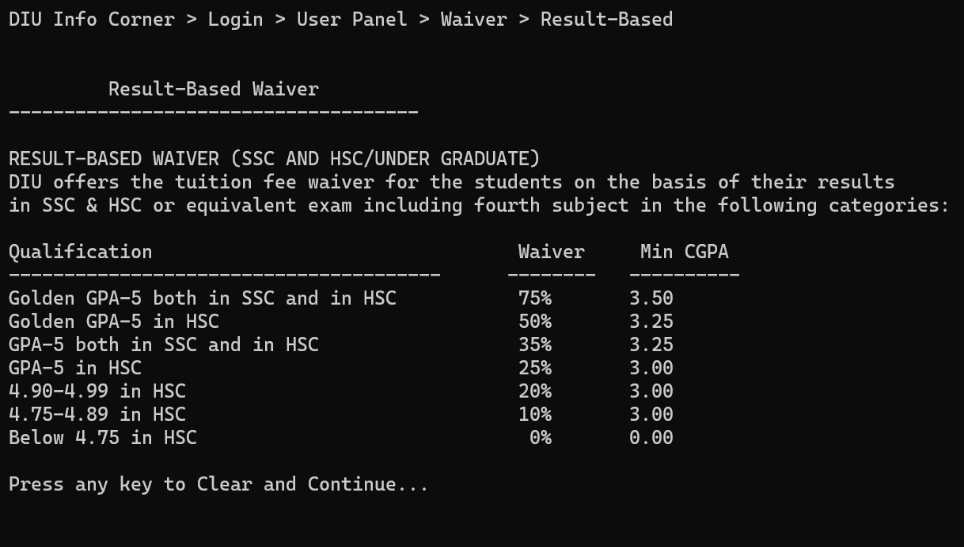 DIU Info Corner > Login > User Panel > Waiver > Result-Based
Result-Based Waiver
-------------------------------------
RESULT-BASED WAIVER (SSC AND HSC/UNDER GRADUATE)
DIU offers the tuition fee waiver for the students on the basis of their results
in SSC & HSC or equivalent exam including fourth subject in the following categories:
Qualification Waiver Min CGPA
--------------------------------------- -------- ----------
Golden GPA-5 both in SSC and in HSC 75% 3.50
Golden GPA-5 in HSC 50% 3.25
GPA-5 both in SSC and in HSC 35% 3.25
GPA-5 in HSC 25% 3.00
4.90-4.99 in HSC 20% 3.00
4.75-4.89 in HSC 10% 3.00
Below 4.75 in HSC 0% 0.00
Press any key to Clear and Continue...